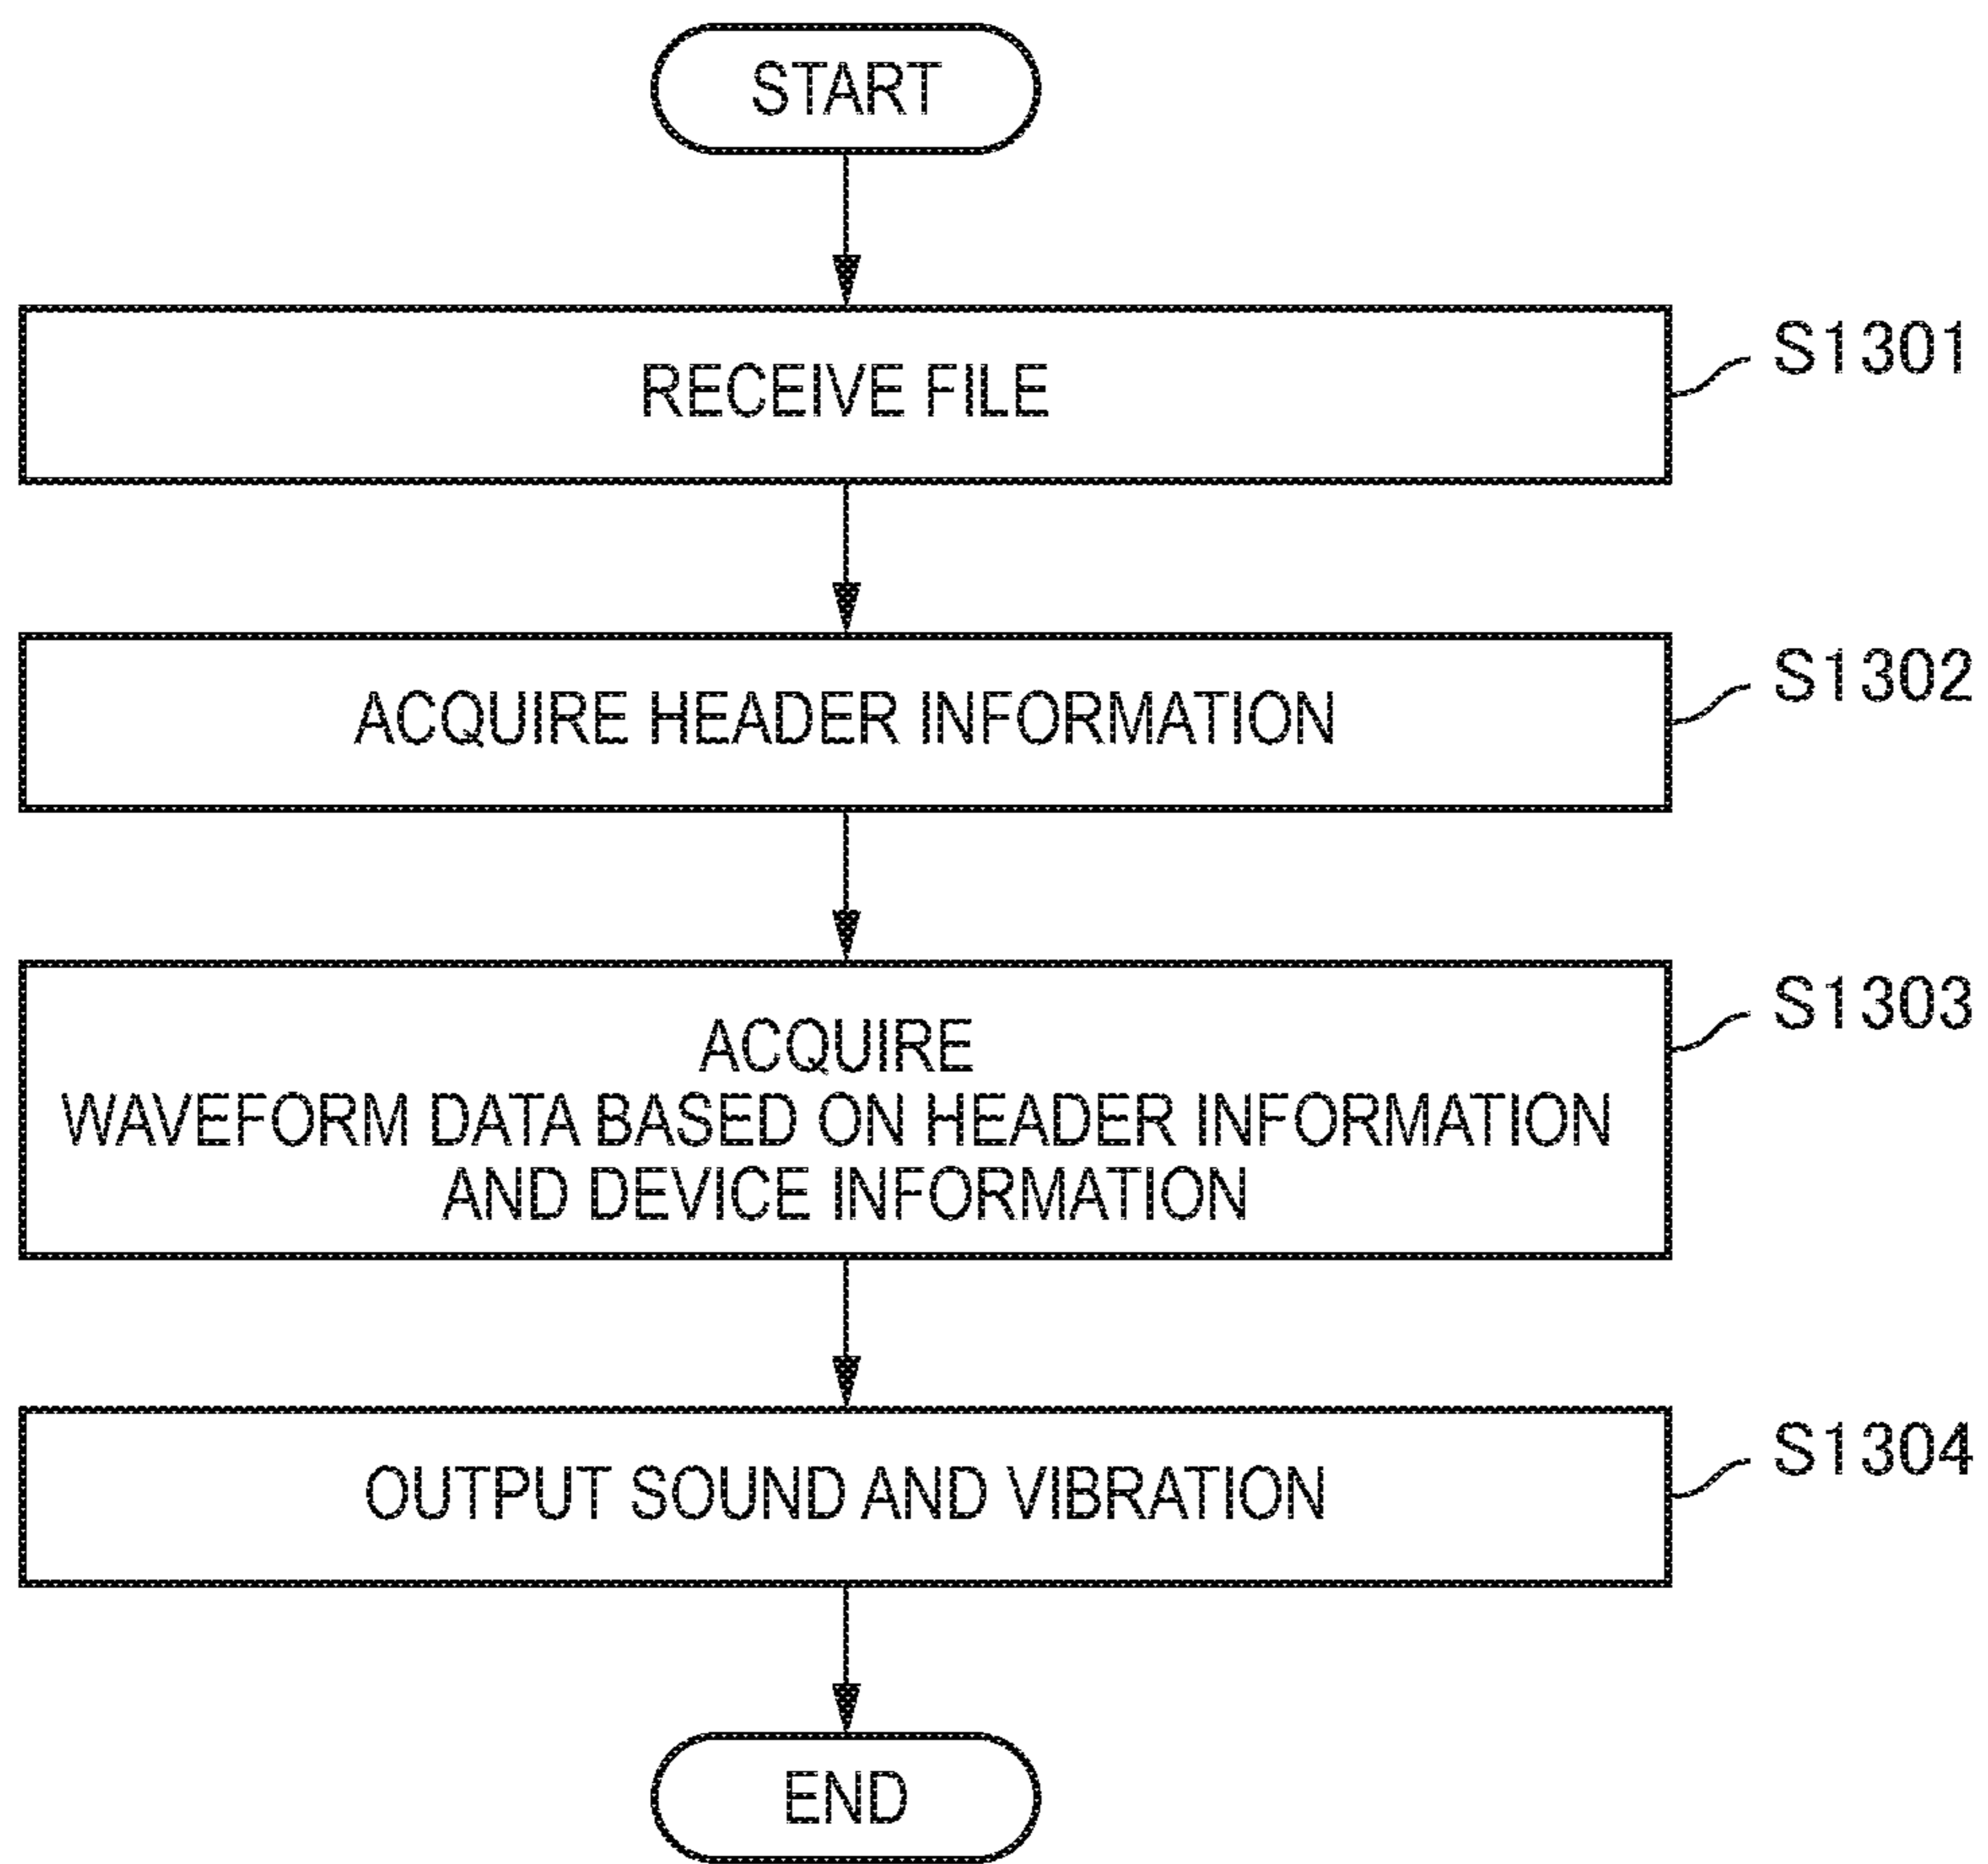 START
RECEIVE FILE
S1301
ACQUIRE HEADER INFORMATION
S1302
ACQUIRE
WAVEFORM DATA BASED ON HEADER INFORMATION
AND DEVICE INFORMATION
S1303
OUTPUT SOUND AND VIBRATION
S1304
END